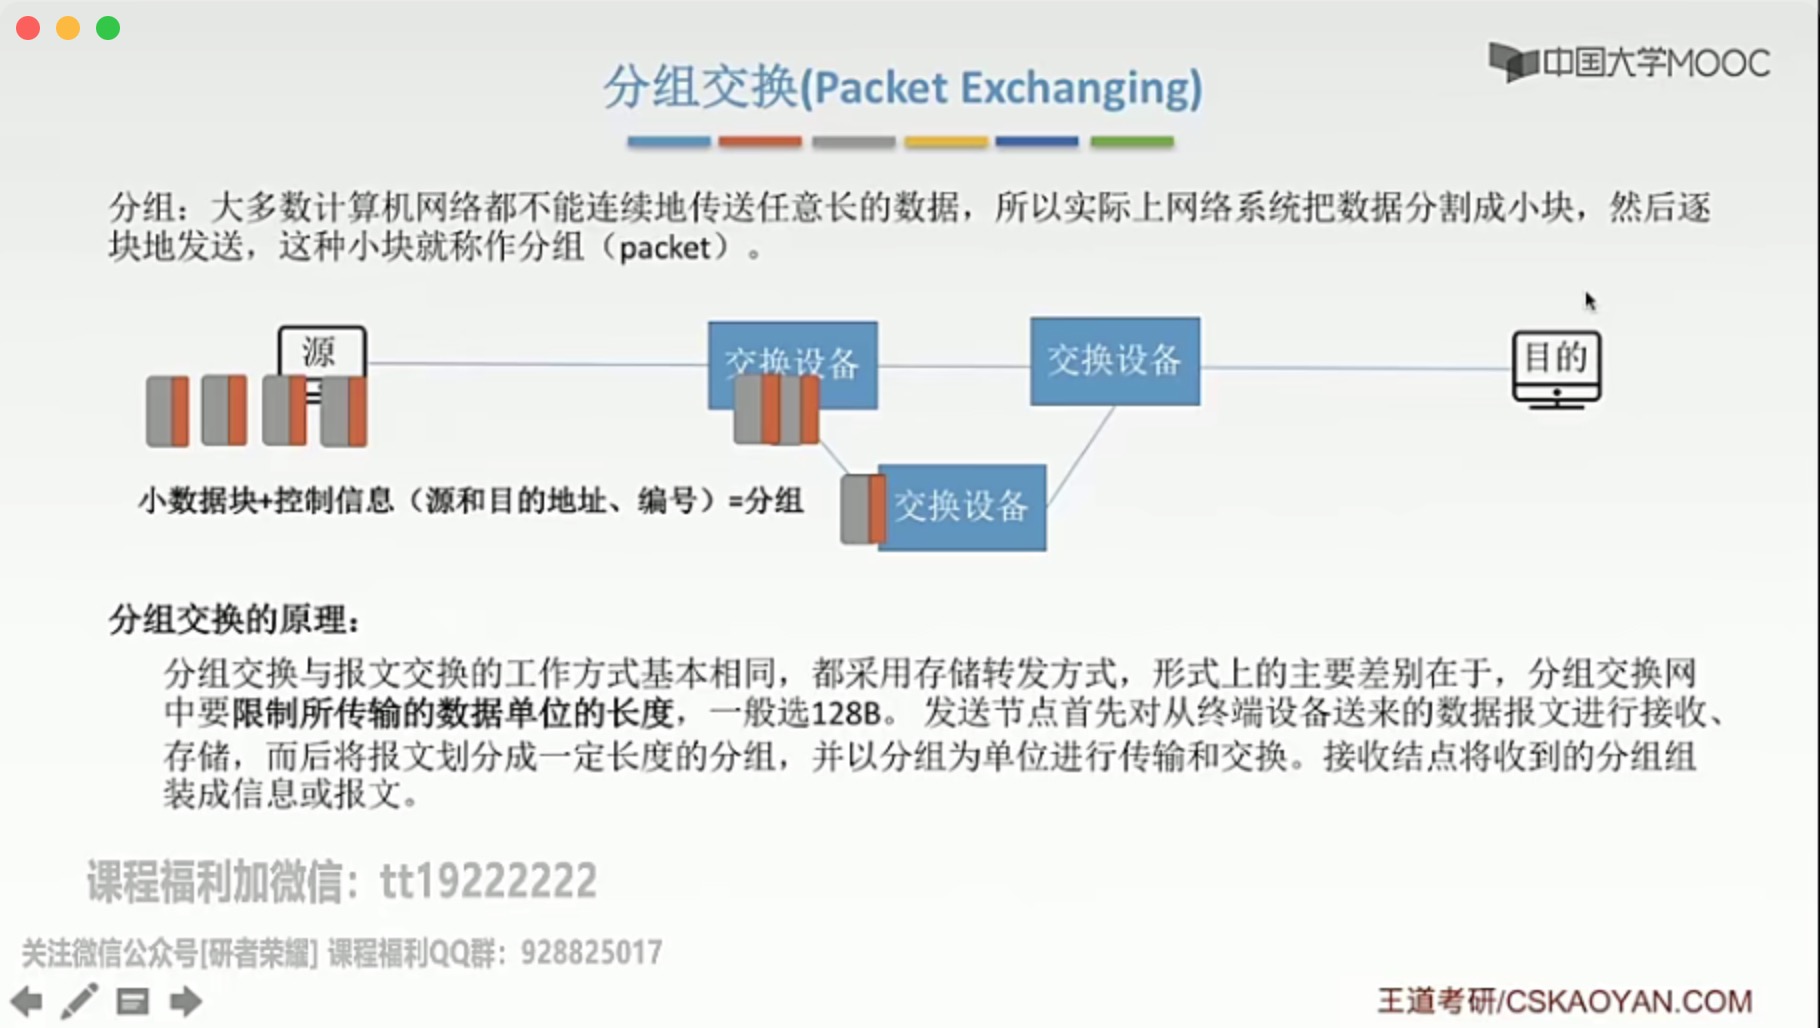 中国大学MOOC
分组交换(Packet Exchanging)
分组：大多数计算机网络都不能连续地传送任意长的数据，所以实际上网络系统把数据分割成小块，然后逐
块地发送，这种小块就称作分组（packet）。
源
交换设备
交换设备
目的
小数据块+控制信息（源和目的地址、编号）=分组
交换设备
分组交换的原理：
分组交换与报文交换的工作方式基本相同，都采用存储转发方式，形式上的主要差别在于，分组交换网
中要限制所传输的数据单位的长度，一般选128B。 发送节点首先对从终端设备送来的数据报文进行接收、
存储，而后将报文划分成一定长度的分组，并以分组为单位进行传输和交换。接收结点将收到的分组组
装成信息或报文。
课程福利加微信：tt19222222
关注微信公众号[研者荣耀] 课程福利QQ群：928825017
王道考研/CSKAOYAN.COM